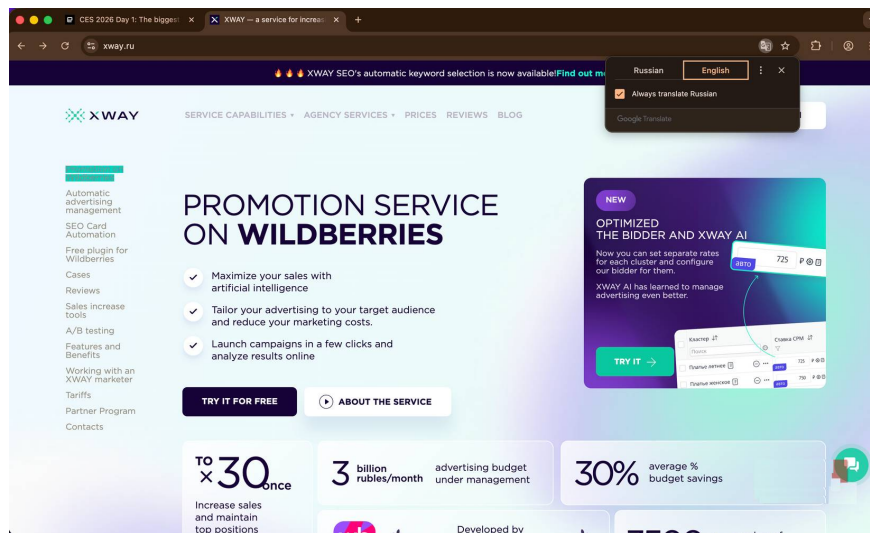 CES 2026 Day 1: The bigges
XWAY — a service for increa
xway.ru
🔥🔥🔥 XWAY SEO's automatic keyword selection is now available!Find out
Russian
English
Always translate Russian
Google Translate
XWAY
SERVICE CAPABILITIES
AGENCY SERVICES
PRICES
REVIEWS
BLOG
Automatic
advertising
management
SEO Card
Automation
Free plugin for
Wildberries
Cases
Reviews
Sales increase
tools
A/B testing
Features and
Benefits
Working with an
XWAY marketer
Tariffs
Partner Program
Contacts
PROMOTION SERVICE
ON WILDBERRIES
Maximize your sales with
artificial intelligence
Tailor your advertising to your target audience
and reduce your marketing costs.
Launch campaigns in a few clicks and
analyze results online
TRY IT FOR FREE
ABOUT THE SERVICE
NEW
OPTIMIZED
THE BIDDER AND XWAY AI
Now you can set separate rates
for each cluster and configure
our bidder for them.
XWAY AI has learned to manage
advertising even better.
авто 725 ₽
TRY IT →
Кластер
Ставка CPM
Поиск
Платье летнее
авто 725 ₽
Платье женское
авто 750 ₽
TO
×30once
Increase sales
and maintain
top positions
3 billion
rubles/month
advertising budget
under management
30% average %
budget savings
Developed by